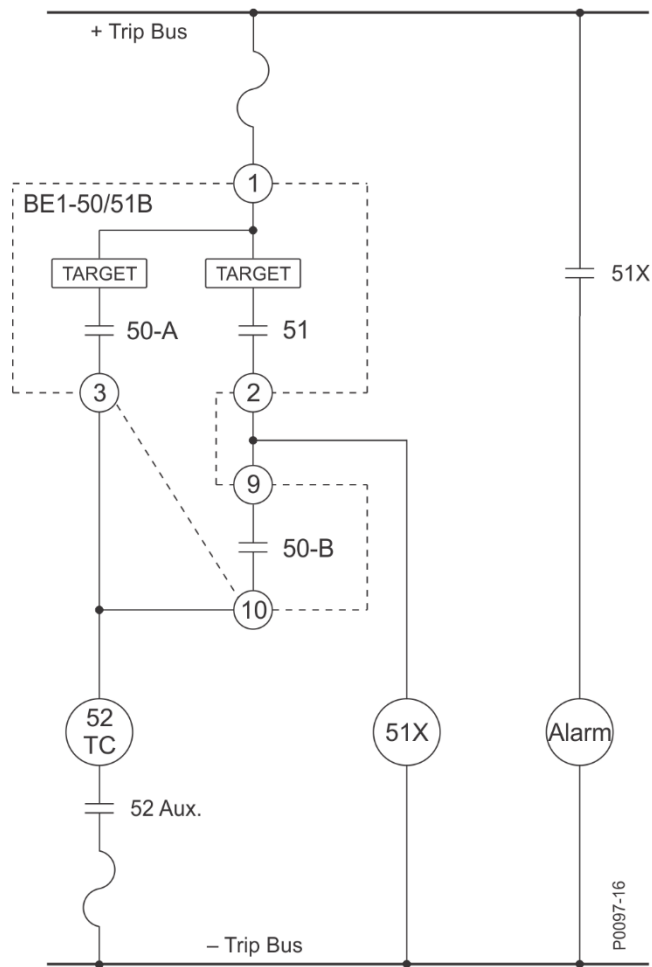 + Trip Bus
1
BE1-50/51B
TARGET
TARGET
51X
50-A
51
3
2
9
50-B
10
52
TC
51X
Alarm
52 Aux.
P0097-16
– Trip Bus